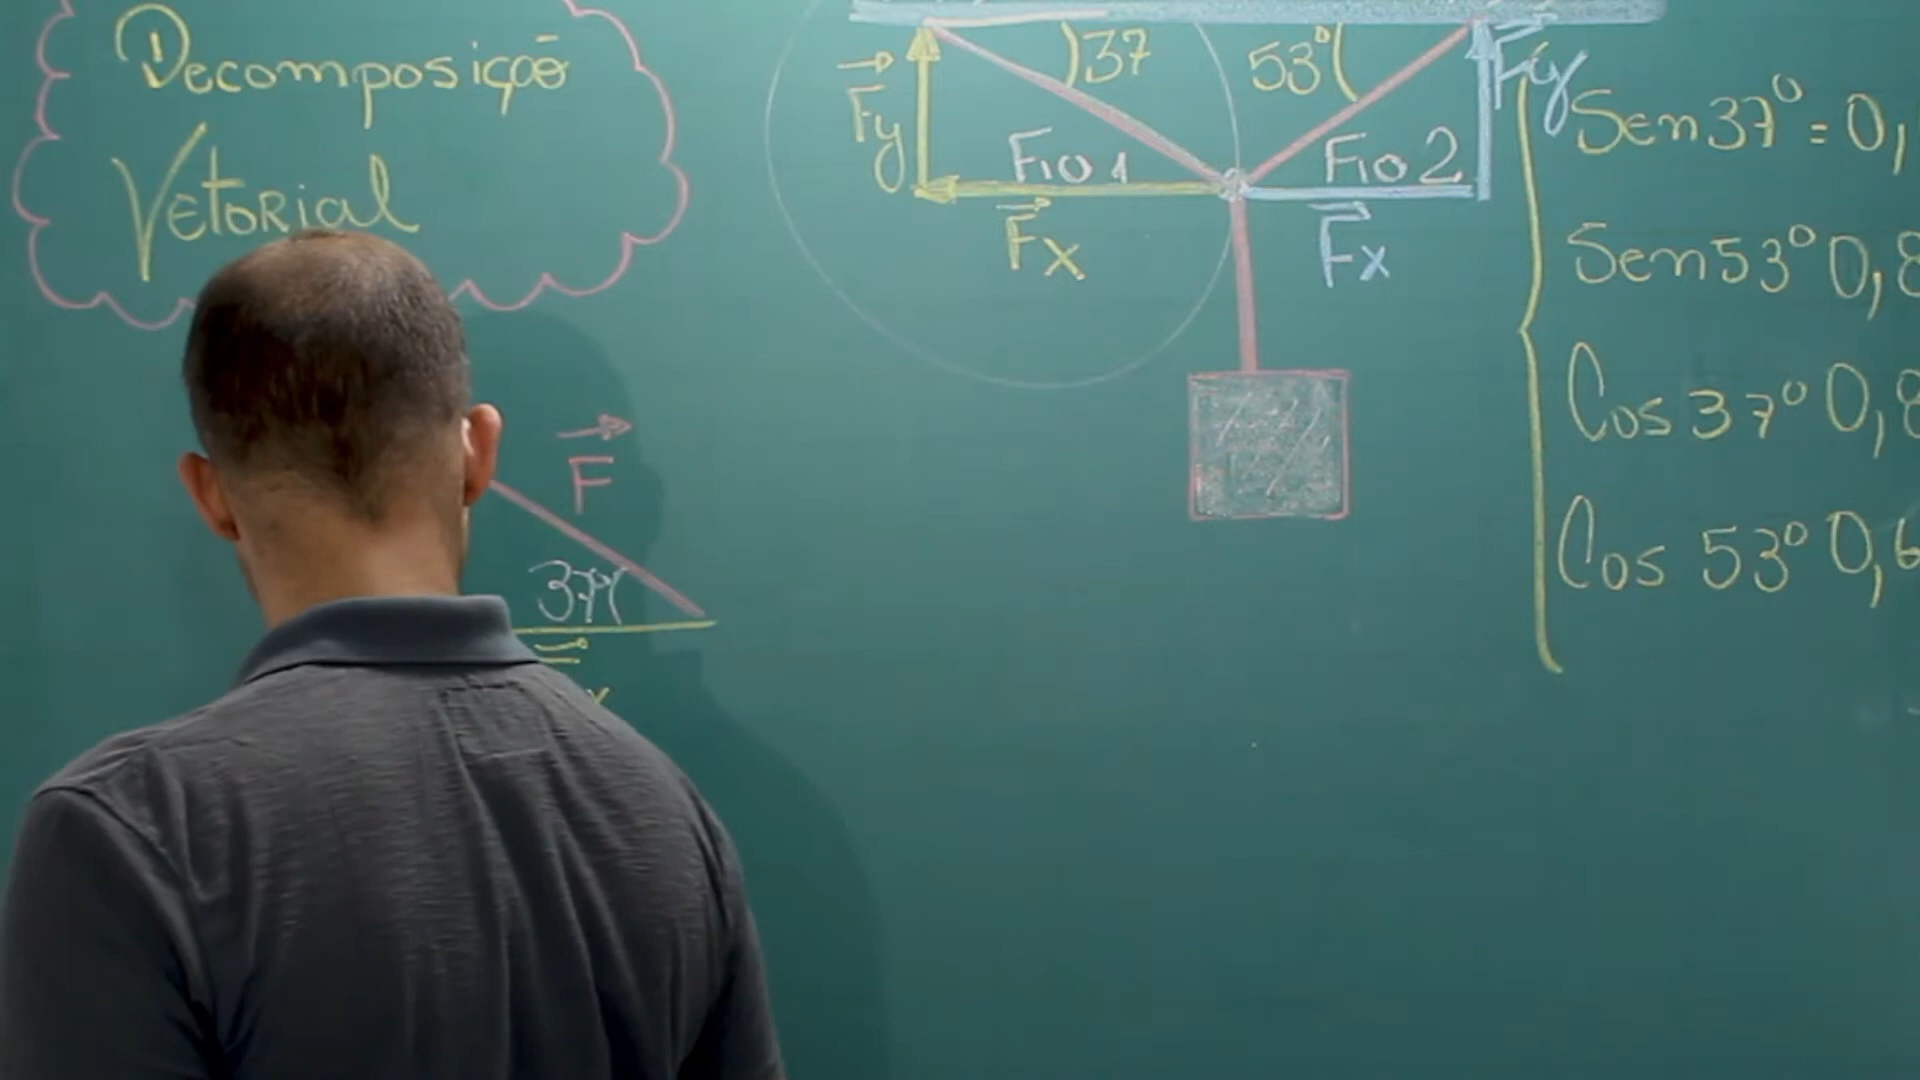 Decomposição
Vetorial
37
53°
Fy
Fy
Fio 1
Fio 2
Fx
Fx
Sen 37° = 0,
Sen 53° 0,8
Cos 37° 0,8
Cos 53° 0,6
F
37°
x